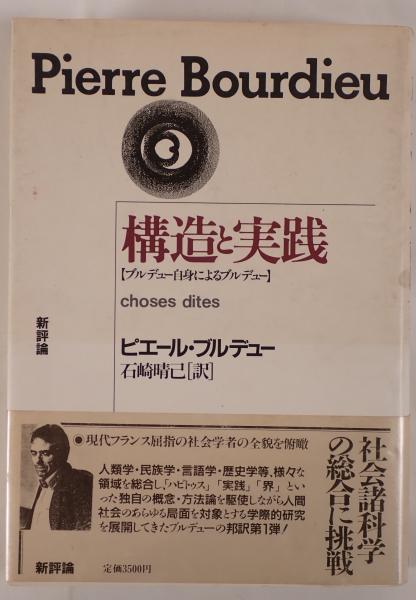 Pierre Bourdieu
構造と実践
【ブルデュー自身によるブルデュー】
choses dites
新評論
ピエール・ブルデュー
石崎晴己[訳]
●現代フランス屈指の社会学者の全貌を俯瞰
人類学・民族学・言語学・歴史学等、様々な
領域を総合し、「ハビトゥス」「実践」「界」とい
った独自の概念・方法論を駆使しながら人間
社会のあらゆる局面を対象とする学際的研究
を展開してきたブルデューの邦訳第1弾!
社会諸科学
の総合に挑戦
新評論
定価3500円